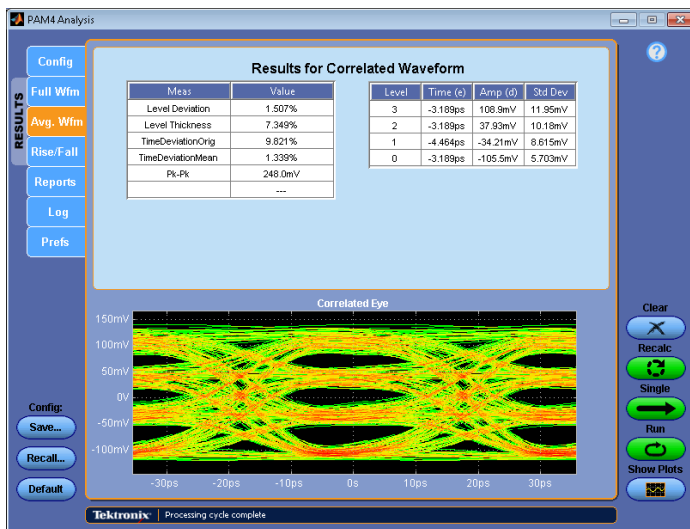 PAM4 Analysis
RESULTS
Config
Full Wfm
Avg. Wfm
Rise/Fall
Reports
Log
Prefs
Results for Correlated Waveform
Meas Value
Level Deviation 1.507%
Level Thickness 7.349%
TimeDeviationOrig 9.821%
TimeDeviationMean 1.339%
Pk-Pk 248.0mV
---
Level Time (e) Amp (d) Std Dev
3 -3.189ps 108.9mV 11.95mV
2 -3.189ps 37.93mV 10.18mV
1 -4.464ps -34.21mV 8.615mV
0 -3.189ps -105.5mV 5.703mV
?
Correlated Eye
150mV
100mV
50mV
0V
-50mV
-100mV
-30ps -20ps -10ps 0s 10ps 20ps 30ps
Config:
Save...
Recall...
Default
Clear
Recalc
Single
Run
Show Plots
Tektronix Processing cycle complete